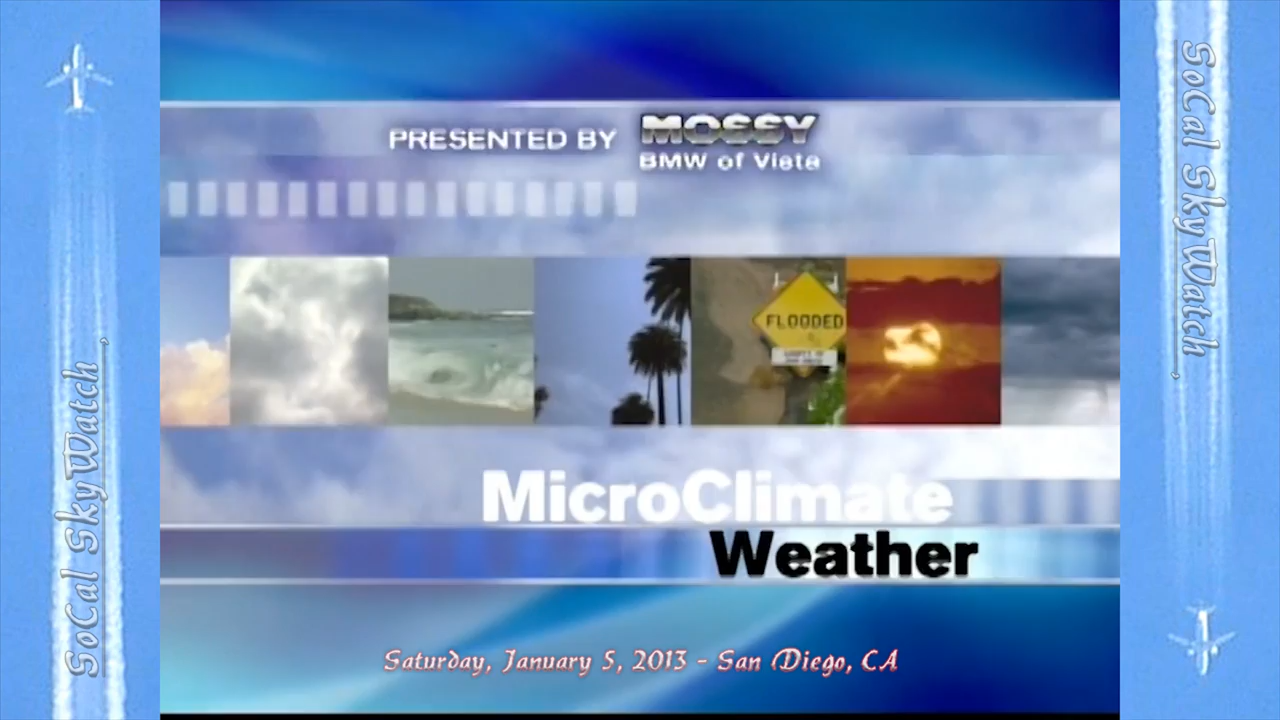 PRESENTED BY MOSSY
BMW of Vista
FLOODED
MicroClimate
Weather
Saturday, January 5, 2013 - San Diego, CA
SoCal SkyWatch
SoCal SkyWatch